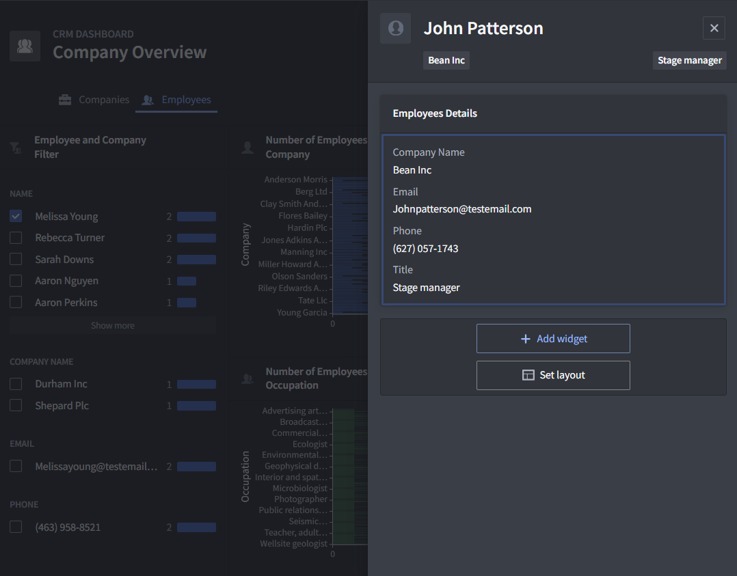 CRM DASHBOARD
Company Overview
Companies
Employees
Employee and Company
Filter
NAME
Melissa Young 2
Rebecca Turner 2
Sarah Downs 2
Aaron Nguyen 1
Aaron Perkins 1
Show more
COMPANY NAME
Durham Inc 1
Shepard Plc 1
EMAIL
Melissayoung@testemail... 2
PHONE
(463) 958-8521 2
Number of Employees
Company
Company
Anderson Morris
Berg Ltd
Clay Smith And...
Flores Bailey
Hardin Plc
Jones Adkins A...
Manning Inc
Miller Howard A...
Olson Sanders
Riley Edwards A...
Tate Llc
Young Garcia
0
Number of Employees
Occupation
Occupation
Advertising art...
Broadcast...
Commercial...
Ecologist
Environmental...
Geophysical d...
Interior and spat...
Microbiologist
Photographer
Public relations...
Seismic...
Teacher, adult...
Wellsite geologist
0
John Patterson
Bean Inc
Stage manager
Employees Details
Company Name
Bean Inc
Email
Johnpatterson@testemail.com
Phone
(627) 057-1743
Title
Stage manager
Add widget
Set layout